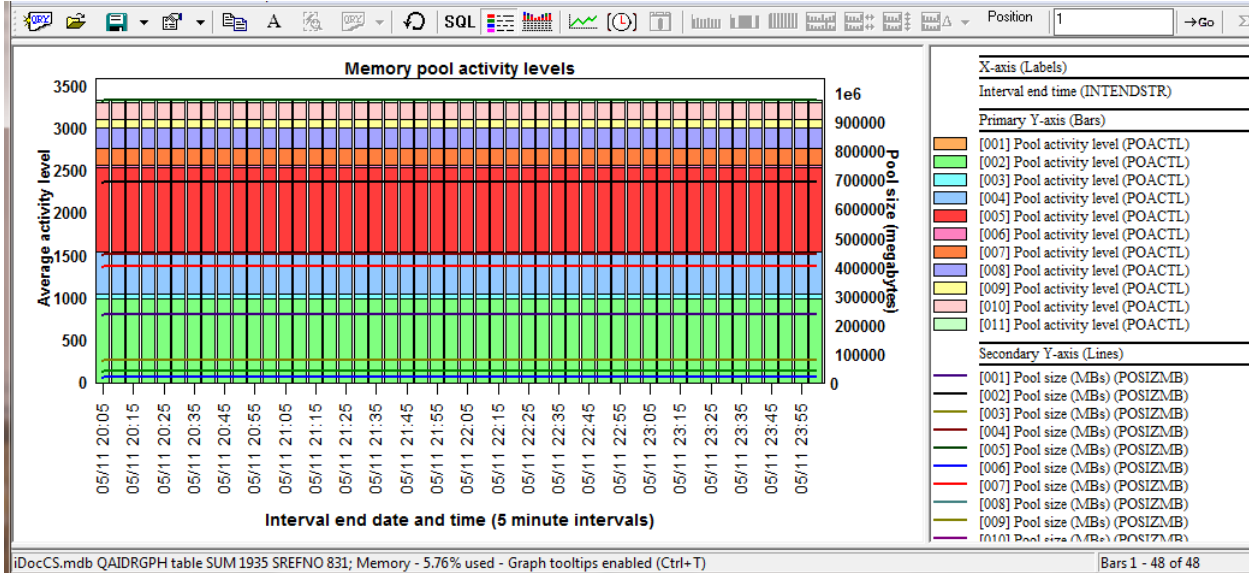 QRY
A
QRY
SQL
Position
1
→Go
Σ
Memory pool activity levels
3500
3000
2500
2000
1500
1000
500
0
Average activity level
1e6
900000
800000
700000
600000
500000
400000
300000
200000
100000
0
Pool size (megabytes)
05/11 20:05
05/11 20:15
05/11 20:25
05/11 20:35
05/11 20:45
05/11 20:55
05/11 21:05
05/11 21:15
05/11 21:25
05/11 21:35
05/11 21:45
05/11 21:55
05/11 22:05
05/11 22:15
05/11 22:25
05/11 22:35
05/11 22:45
05/11 22:55
05/11 23:05
05/11 23:15
05/11 23:25
05/11 23:35
05/11 23:45
05/11 23:55
Interval end date and time (5 minute intervals)
X-axis (Labels)
Interval end time (INTENDSTR)
Primary Y-axis (Bars)
[001] Pool activity level (POACTL)
[002] Pool activity level (POACTL)
[003] Pool activity level (POACTL)
[004] Pool activity level (POACTL)
[005] Pool activity level (POACTL)
[006] Pool activity level (POACTL)
[007] Pool activity level (POACTL)
[008] Pool activity level (POACTL)
[009] Pool activity level (POACTL)
[010] Pool activity level (POACTL)
[011] Pool activity level (POACTL)
Secondary Y-axis (Lines)
[001] Pool size (MBs) (POSIZMB)
[002] Pool size (MBs) (POSIZMB)
[003] Pool size (MBs) (POSIZMB)
[004] Pool size (MBs) (POSIZMB)
[005] Pool size (MBs) (POSIZMB)
[006] Pool size (MBs) (POSIZMB)
[007] Pool size (MBs) (POSIZMB)
[008] Pool size (MBs) (POSIZMB)
[009] Pool size (MBs) (POSIZMB)
[010] Pool size (MBs) (POSIZMB)
iDocCS.mdb QAIDRGPH table SUM 1935 SREFNO 831; Memory - 5.76% used - Graph tooltips enabled (Ctrl+T)
Bars 1 - 48 of 48